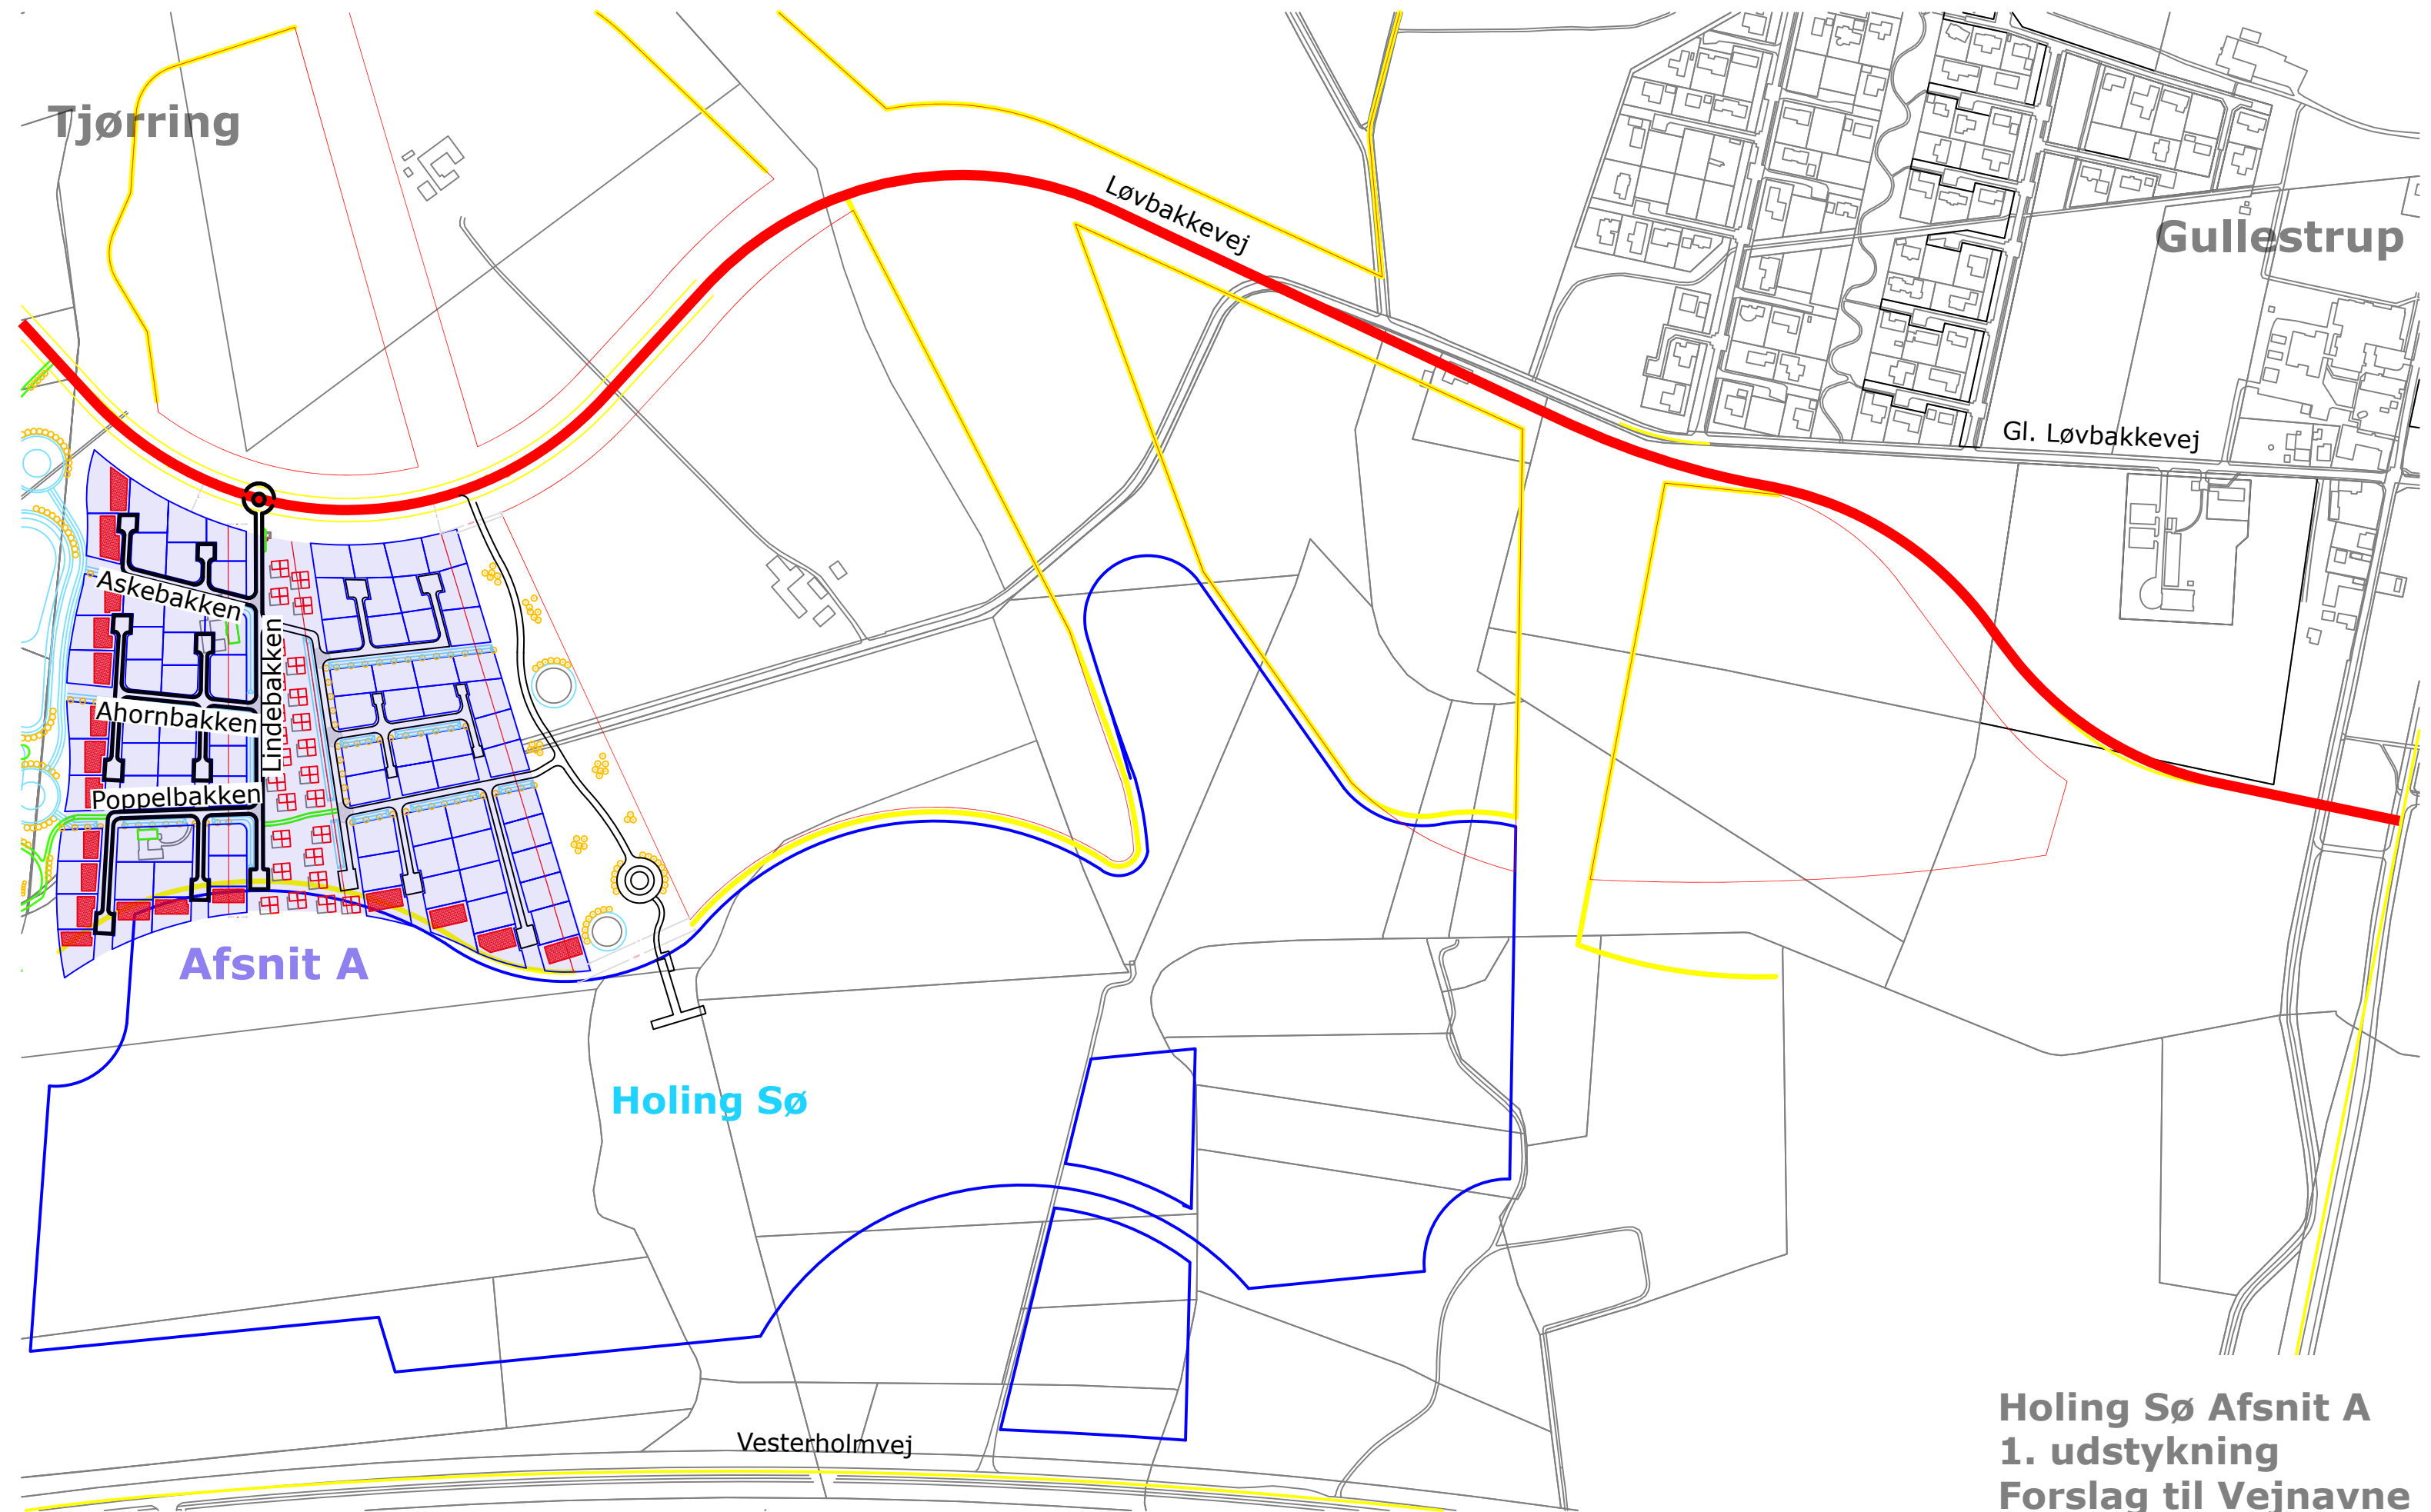 Tjørring
Løvbakkevej
Gullestrup
Gl. Løvbakkevej
Askebakken
Lindebakken
Ahornbakken
Poppelbakken
Afsnit A
Holing Sø
Vesterholmvej
Holing Sø Afsnit A
1. udstykning
Forslag til Vejnavne